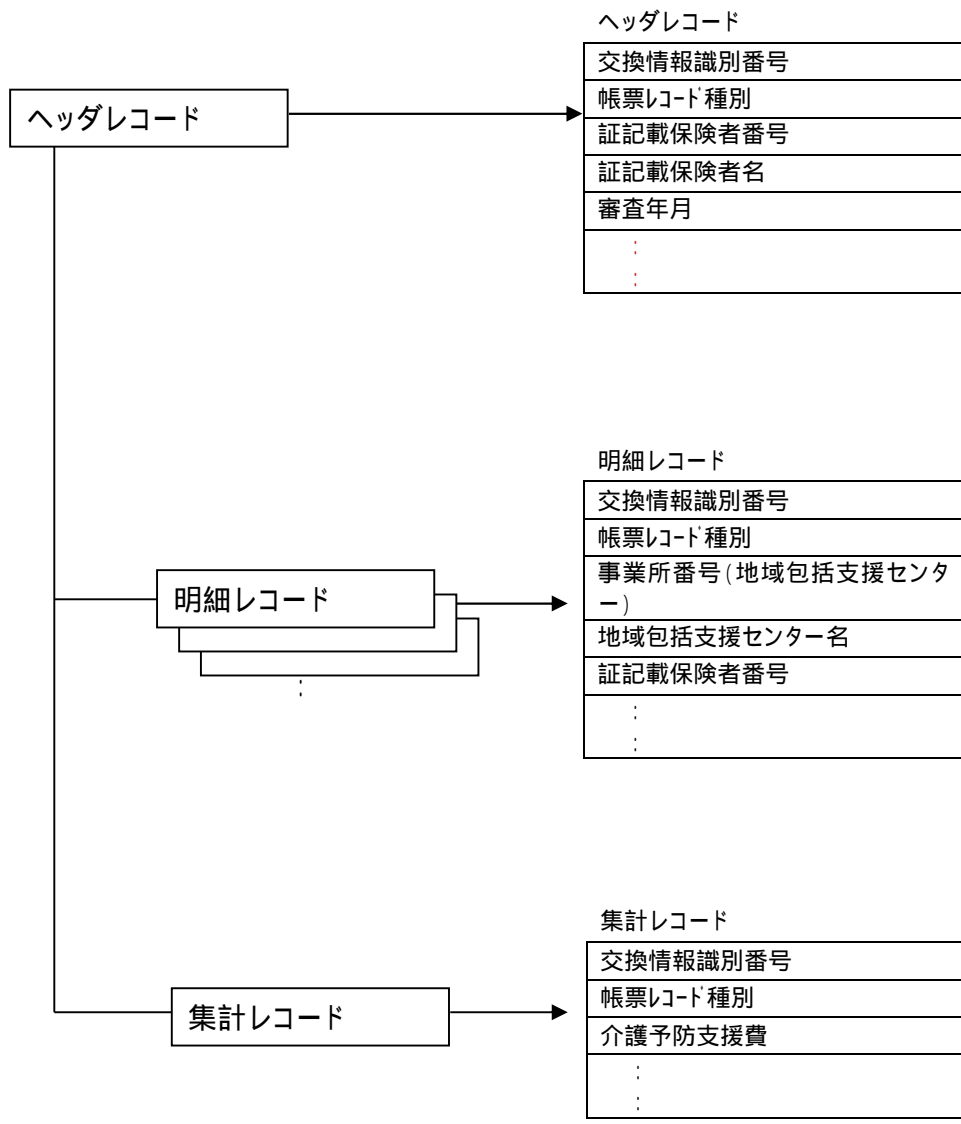 ヘッダレコード
ヘッダレコード
交換情報識別番号
帳票ﾚｺｰﾄﾞ種別
証記載保険者番号
証記載保険者名
審査年月
:
:
明細レコード
明細レコード
交換情報識別番号
帳票ﾚｺｰﾄﾞ種別
事業所番号(地域包括支援センタ
ー)
地域包括支援センター名
証記載保険者番号
:
:
:
集計レコード
集計レコード
交換情報識別番号
帳票ﾚｺｰﾄﾞ種別
介護予防支援費
:
: